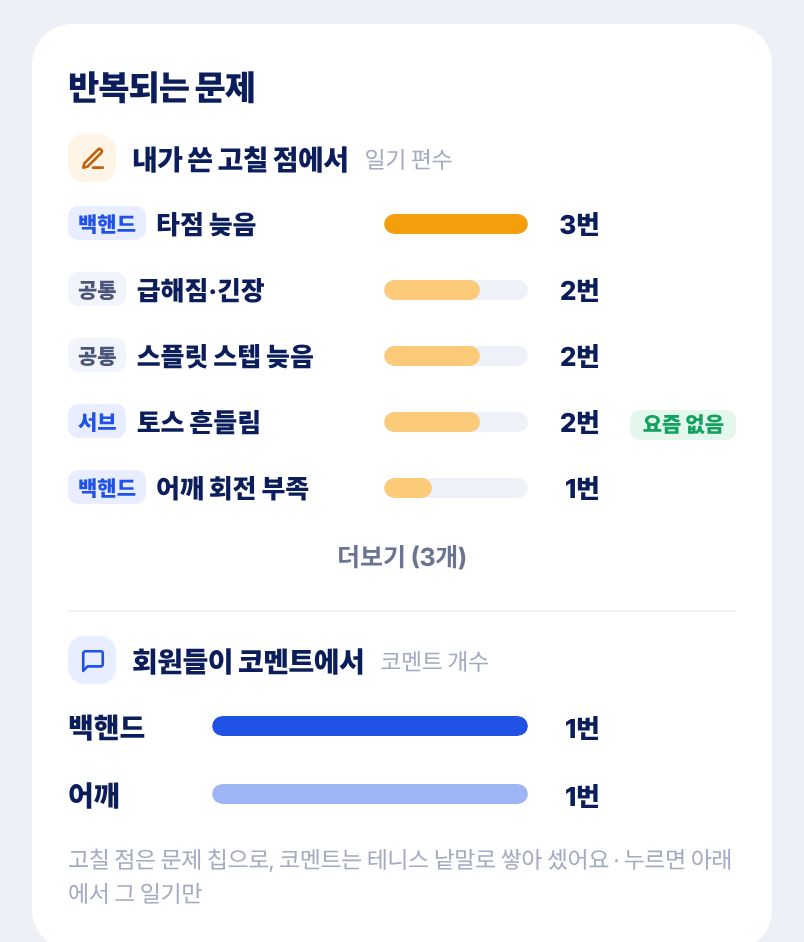 반복되는 문제
내가 쓴 고칠 점에서 일기 편수
백핸드 타점 늦음 3번
공통 급해짐·긴장 2번
공통 스플릿 스텝 늦음 2번
서브 토스 흔들림 2번 요즘 없음
백핸드 어깨 회전 부족 1번
더보기 (3개)
회원들이 코멘트에서 코멘트 개수
백핸드 1번
어깨 1번
고칠 점은 문제 칩으로, 코멘트는 테니스 낱말로 쌓아 셌어요 · 누르면 아래
에서 그 일기만